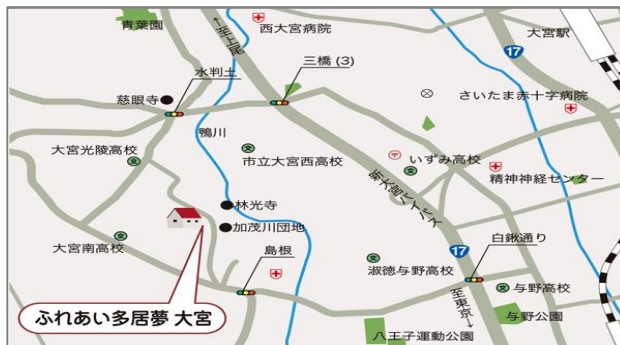 青葉園
西大宮病院
←至上尾
17
大宮駅
水判土
三橋 (3)
慈眼寺
さいたま赤十字病院
鴨川
大宮光陵高校
市立大宮西高校
いずみ高校
精神神経センター
新大宮バイパス
林光寺
加茂川団地
大宮南高校
島根
淑徳与野高校
17
白鍬通り
与野高校
至東京→
与野公園
八王子運動公園
ふれあい多居夢 大宮